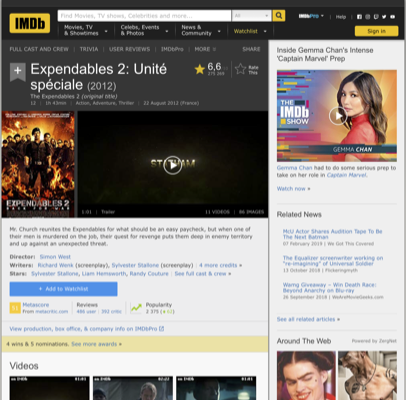 IMDb
Find Movies, TV shows, Celebrities and more...
All
IMDbPro
Help
Movies, TV
& Showtimes
Celebs, Events
& Photos
News &
Community
Watchlist
Sign in
FULL CAST AND CREW | TRIVIA | USER REVIEWS | IMDbPro | MORE
SHARE
Expendables 2: Unité
spéciale (2012)
The Expendables 2 (original title)
12 | 1h 43min | Action, Adventure, Thriller | 22 August 2012 (France)
6,6
Rate
This
EXPENDABLES 2
BACK FOR WAR
1:01 | Trailer
11 VIDEOS | 86 IMAGES
Mr. Church reunites the Expendables for what should be an easy paycheck, but when one of
their men is murdered on the job, their quest for revenge puts them deep in enemy territory
and up against an unexpected threat.
Director: Simon West
Writers: Richard Wenk (screenplay), Sylvester Stallone (screenplay) | 4 more credits »
Stars: Sylvester Stallone, Liam Hemsworth, Randy Couture | See full cast & crew »
+ Add to Watchlist
Metascore
From metacritic.com
Reviews
486 user | 392 critic
Popularity
2 375
View production, box office, & company info on IMDbPro
4 wins & 5 nominations. See more awards »
Videos
Inside Gemma Chan's Intense
'Captain Marvel' Prep
THE
IMDb
SHOW
GEMMA CHAN
Gemma Chan had to do some serious prep to
take on her role in Captain Marvel.
Watch now »
Related News
McU Actor Shares Audition Tape To Be
The Next Batman
07 February 2019 | We Got This Covered
The Equalizer screenwriter working on
"re-imagining" of Universal Soldier
13 October 2018 | Flickeringmyth
Wamg Giveaway – Win Death Race:
Beyond Anarchy on Blu-ray
26 September 2018 | WeAreMovieGeeks.com
See all related articles »
Around The Web
Powered by ZergNet